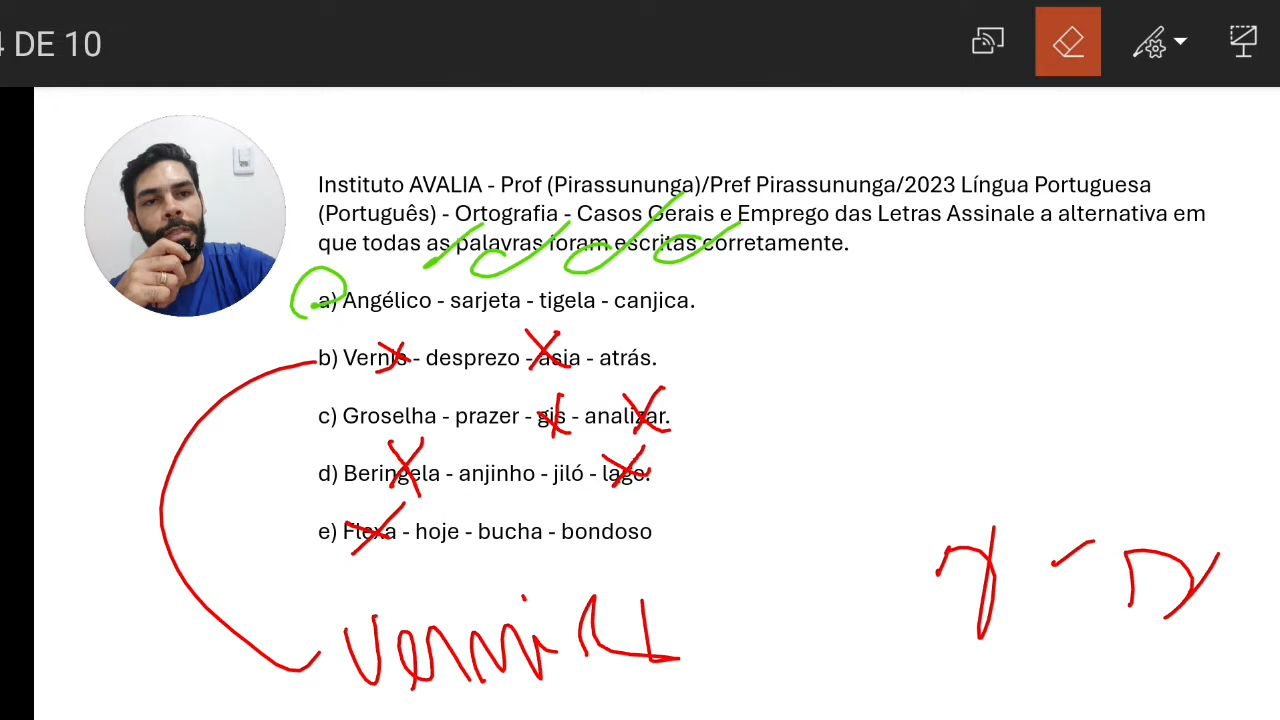 4 DE 10
Instituto AVALIA - Prof (Pirassununga)/Pref Pirassununga/2023 Língua Portuguesa
(Português) - Ortografia - Casos Gerais e Emprego das Letras Assinale a alternativa em
que todas as palavras foram escritas corretamente.
a) Angélico - sarjeta - tigela - canjica.
b) Vernis - desprezo - asia - atrás.
c) Groselha - prazer - gis - analizar.
d) Beringela - anjinho - jiló - lage.
e) Flexa - hoje - bucha - bondoso